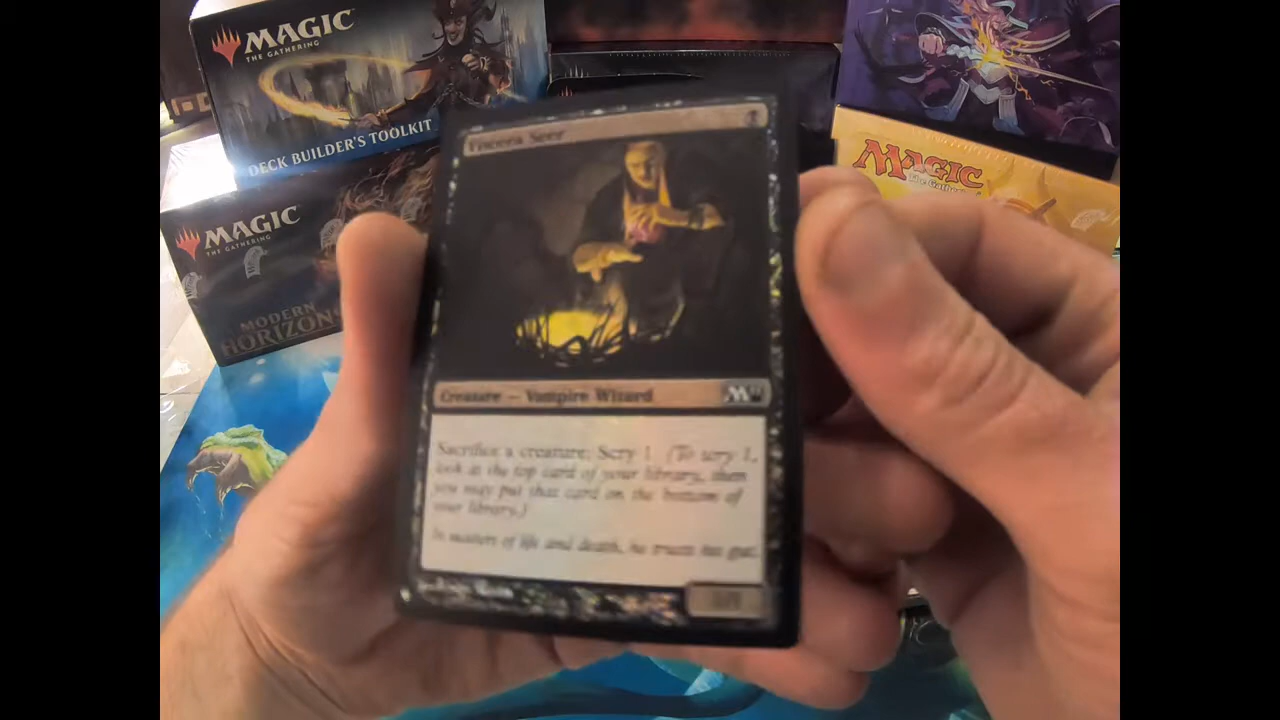 MAGIC
THE GATHERING
DECK BUILDER'S TOOLKIT
MAGIC
THE GATHERING
MODERN
HORIZONS
MAGIC
The Gathering
Viscera Seer
Creature — Vampire Wizard
Sacrifice a creature: Scry 1. (To scry 1,
look at the top card of your library, then
you may put that card on the bottom of
your library.)
In matters of life and death, he trusts his gut.